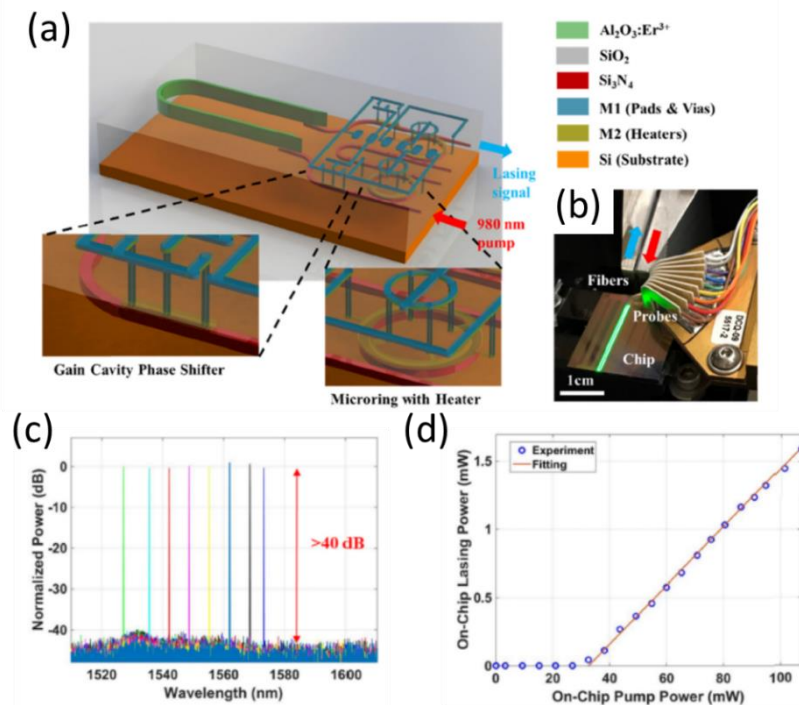 (a)
Al₂O₃:Er³⁺
SiO₂
Si₃N₄
M1 (Pads & Vias)
M2 (Heaters)
Si (Substrate)
Lasing
signal
980 nm
pump
Gain Cavity Phase Shifter
Microring with Heater
(b)
Fibers
Probes
Chip
1cm
(c)
Normalized Power (dB)
0
-10
-20
-30
-40
>40 dB
1520
1540
1560
1580
1600
Wavelength (nm)
(d)
Experiment
Fitting
On-Chip Lasing Power (mW)
1.5
1
0.5
0
0
20
40
60
80
100
On-Chip Pump Power (mW)